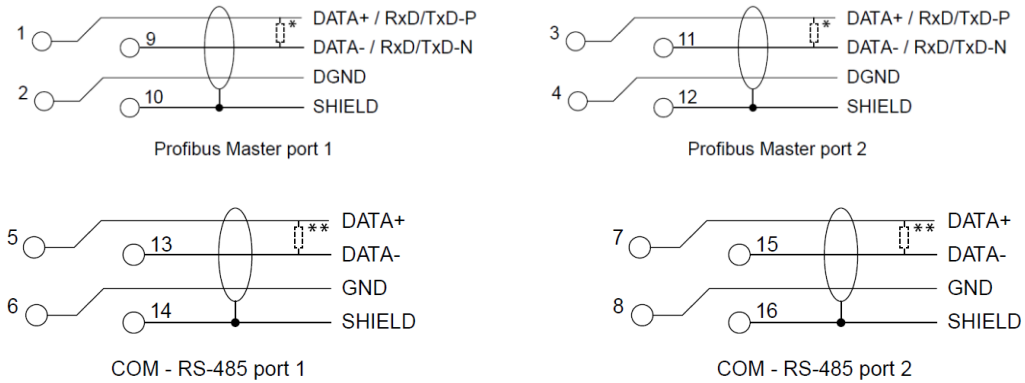 1 DATA+ / RxD/TxD-P
*
9 DATA- / RxD/TxD-N
2 DGND
10 SHIELD
Profibus Master port 1
3 DATA+ / RxD/TxD-P
*
11 DATA- / RxD/TxD-N
4 DGND
12 SHIELD
Profibus Master port 2
5 DATA+
**
13 DATA-
6 GND
14 SHIELD
COM - RS-485 port 1
7 DATA+
**
15 DATA-
8 GND
16 SHIELD
COM - RS-485 port 2